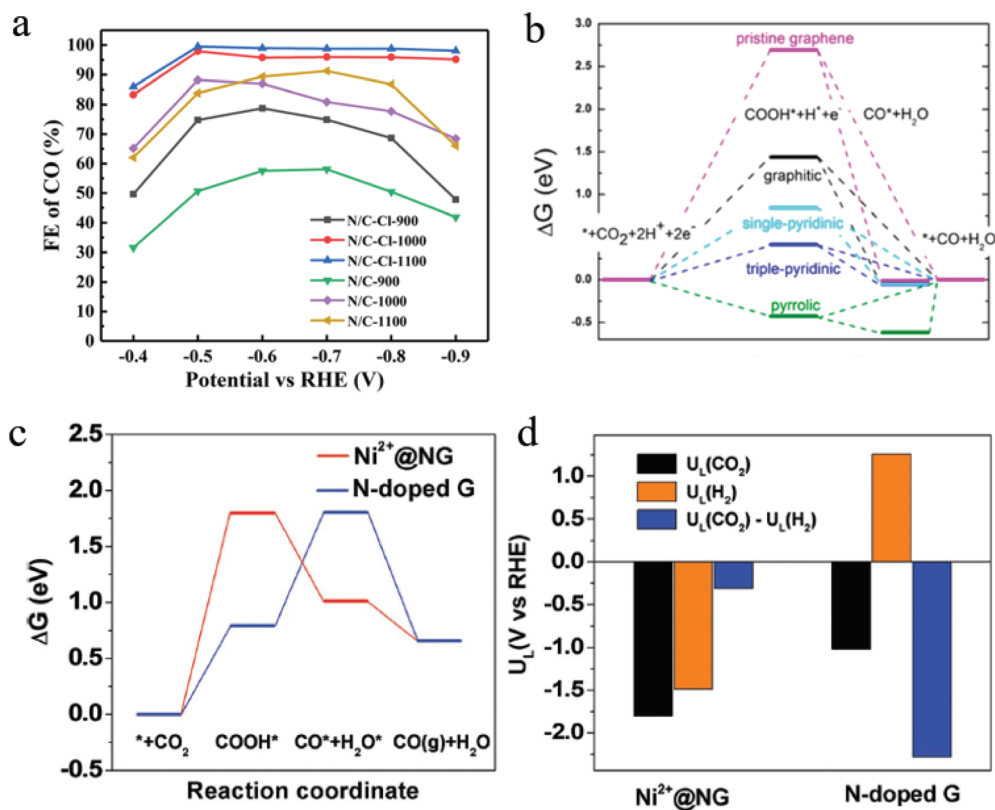 a
FE of CO (%)
100
90
80
70
60
50
40
30
20
10
0
N/C-Cl-900
N/C-Cl-1000
N/C-Cl-1100
N/C-900
N/C-1000
N/C-1100
-0.4 -0.5 -0.6 -0.7 -0.8 -0.9
Potential vs RHE (V)
b
ΔG (eV)
3.0
2.5
2.0
1.5
1.0
0.5
0.0
-0.5
pristine graphene
COOH*+H⁺+e⁻ CO*+H₂O
graphitic
single-pyridinic
*+CO₂+2H⁺+2e⁻ *+CO+H₂O
triple-pyridinic
pyrrolic
c
ΔG (eV)
2.5
2.0
1.5
1.0
0.5
0.0
-0.5
Ni²⁺@NG
N-doped G
*+CO₂ COOH* CO*+H₂O* CO(g)+H₂O
Reaction coordinate
d
U_L(V vs RHE)
1.0
0.5
0.0
-0.5
-1.0
-1.5
-2.0
U_L(CO₂)
U_L(H₂)
U_L(CO₂) - U_L(H₂)
Ni²⁺@NG N-doped G